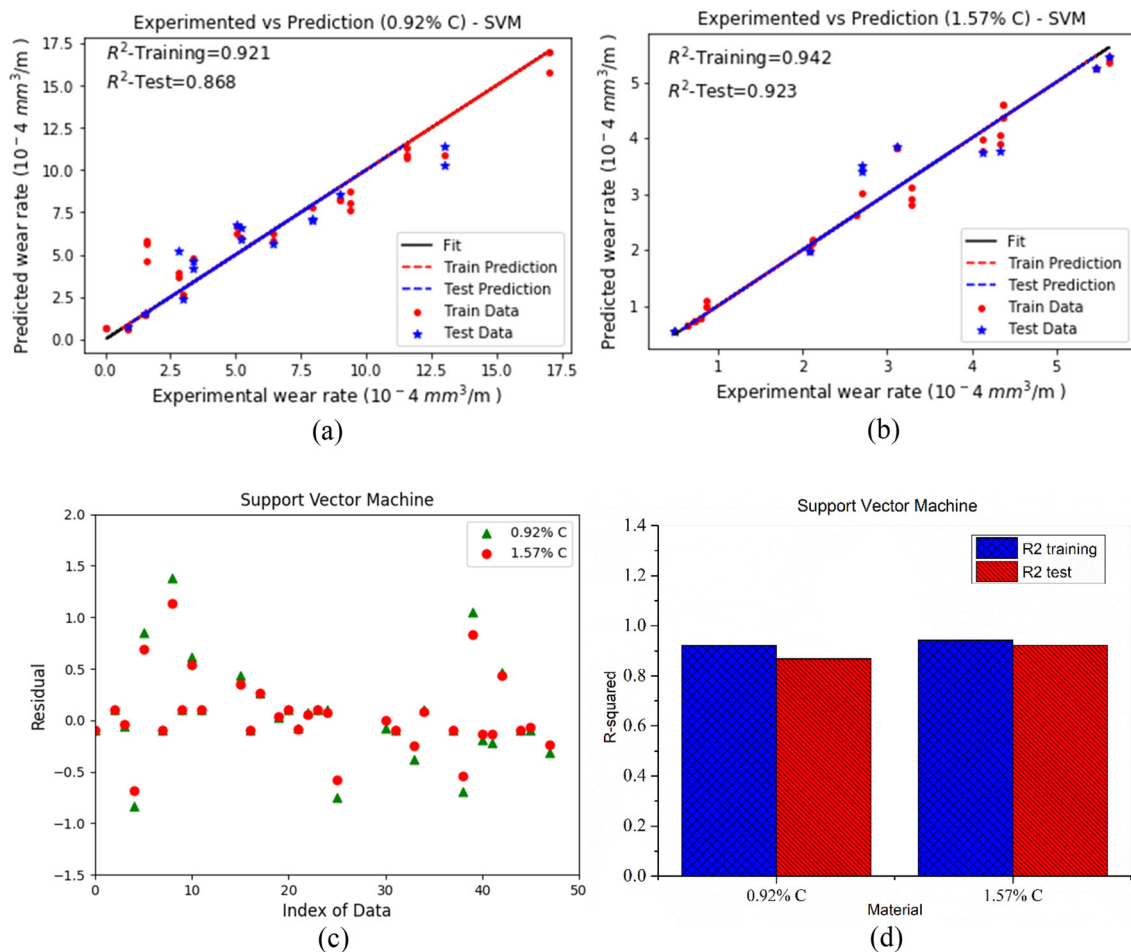 Experimented vs Prediction (0.92% C) - SVM
R²-Training=0.921
R²-Test=0.868
Predicted wear rate (10⁻4 mm³/m)
17.5
15.0
12.5
10.0
7.5
5.0
2.5
0.0
Fit
Train Prediction
Test Prediction
Train Data
Test Data
0.0 2.5 5.0 7.5 10.0 12.5 15.0 17.5
Experimental wear rate (10⁻4 mm³/m )
(a)
Experimented vs Prediction (1.57% C) - SVM
R²-Training=0.942
R²-Test=0.923
Predicted wear rate (10⁻4 mm³/m )
5
4
3
2
1
Fit
Train Prediction
Test Prediction
Train Data
Test Data
1 2 3 4 5
Experimental wear rate (10⁻4 mm³/m )
(b)
Support Vector Machine
0.92% C
1.57% C
Residual
2.0
1.5
1.0
0.5
0.0
−0.5
−1.0
−1.5
0 10 20 30 40 50
Index of Data
(c)
Support Vector Machine
R2 training
R2 test
R-squared
1.4
1.2
1.0
0.8
0.6
0.4
0.2
0.0
0.92% C 1.57% C
Material
(d)